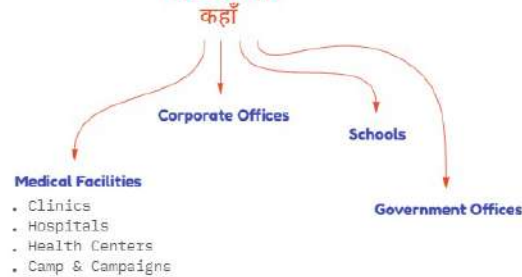 कहाँ
Corporate Offices
Schools
Medical Facilities
. Clinics
. Hospitals
. Health Centers
. Camp & Campaigns
Government Offices